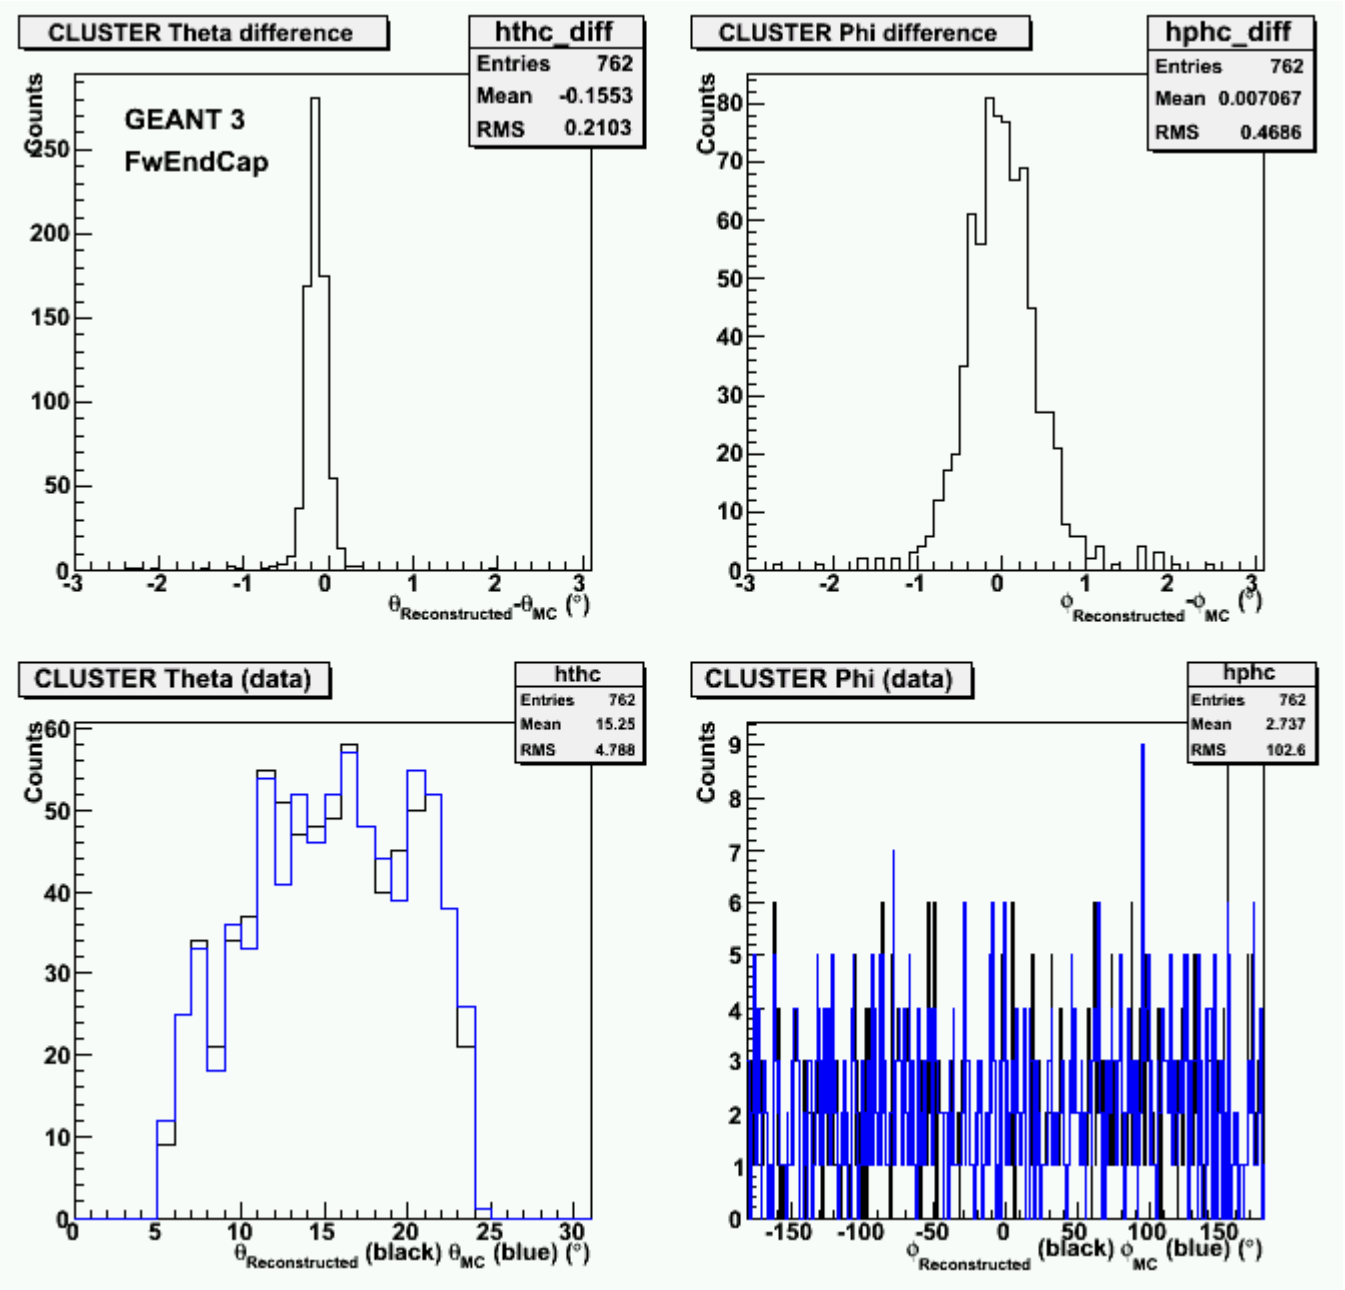 CLUSTER Theta difference
hthc_diff
Entries 762
Mean -0.1553
RMS 0.2103
Counts
GEANT 3
FwEndCap
250
200
150
100
50
0
-3 -2 -1 0 1 2 3
θReconstructed-θMC (°)
CLUSTER Phi difference
hphc_diff
Entries 762
Mean 0.007067
RMS 0.4686
Counts
80
70
60
50
40
30
20
10
0
-3 -2 -1 0 1 2 3
ϕReconstructed-ϕMC (°)
CLUSTER Theta (data)
hthc
Entries 762
Mean 15.25
RMS 4.788
Counts
60
50
40
30
20
10
0
0 5 10 15 20 25 30
θReconstructed (black) θMC (blue) (°)
CLUSTER Phi (data)
hphc
Entries 762
Mean 2.737
RMS 102.6
Counts
9
8
7
6
5
4
3
2
1
0
-150 -100 -50 0 50 100 150
ϕReconstructed (black) ϕMC (blue) (°)